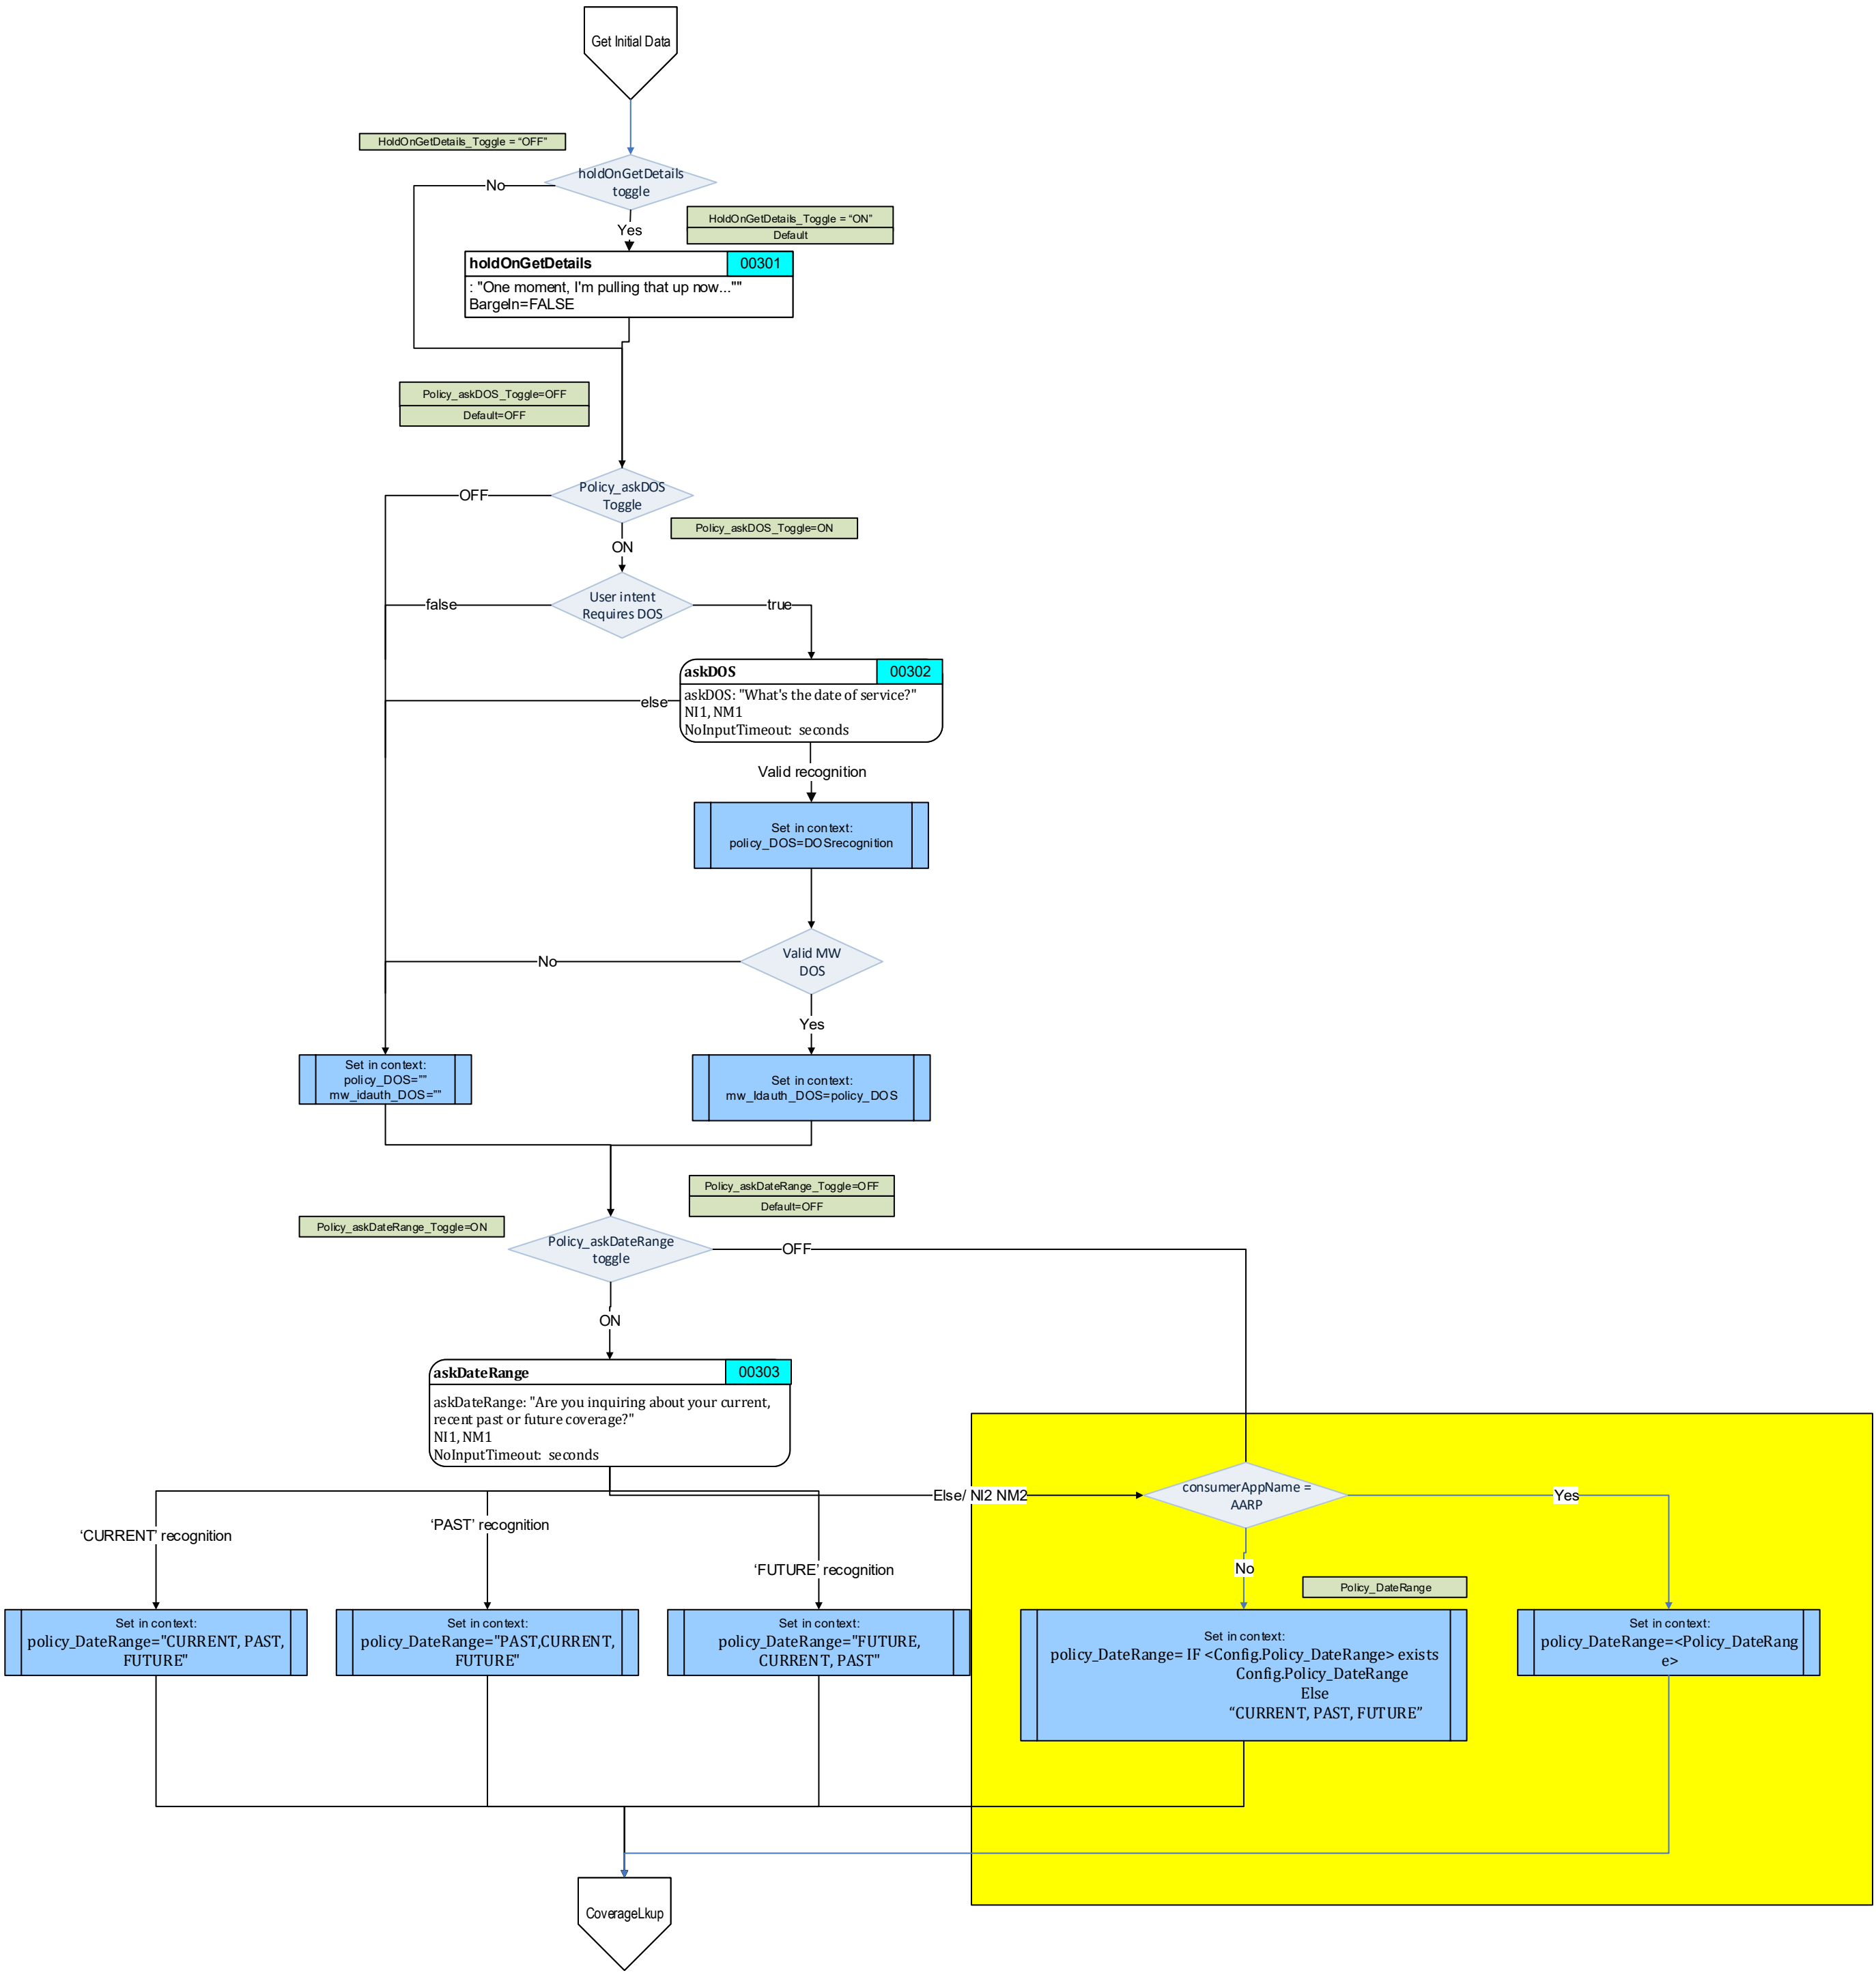 Get Initial Data
HoldOnGetDetails_Toggle = “OFF”
holdOnGetDetails
toggle
No
HoldOnGetDetails_Toggle = “ON”
Default
Yes
holdOnGetDetails
00301
: "One moment, I'm pulling that up now...""
BargeIn=FALSE
Policy_askDOS_Toggle=OFF
Default=OFF
Policy_askDOS
Toggle
OFF
Policy_askDOS_Toggle=ON
ON
User intent
Requires DOS
false
true
askDOS
00302
askDOS: "What's the date of service?"
NI1, NM1
NoInputTimeout:  seconds
else
Valid recognition
Set in context:
policy_DOS=DOSrecognition
Valid MW
DOS
No
Yes
Set in context:
policy_DOS=””
mw_idauth_DOS=””
Set in context:
mw_Idauth_DOS=policy_DOS
Policy_askDateRange_Toggle=OFF
Default=OFF
Policy_askDateRange_Toggle=ON
Policy_askDateRange
toggle
OFF
ON
askDateRange
00303
askDateRange: "Are you inquiring about your current,
recent past or future coverage?"
NI1, NM1
NoInputTimeout:  seconds
Else/ NI2 NM2
consumerAppName =
AARP
Yes
‘CURRENT’ recognition
‘PAST’ recognition
‘FUTURE’ recognition
No
Policy_DateRange
Set in context:
policy_DateRange="CURRENT, PAST,
FUTURE"
Set in context:
policy_DateRange="PAST,CURRENT,
FUTURE"
Set in context:
policy_DateRange="FUTURE,
CURRENT, PAST"
Set in context:
policy_DateRange= IF <Config.Policy_DateRange> exists
Config.Policy_DateRange
Else
“CURRENT, PAST, FUTURE”
Set in context:
policy_DateRange=<Policy_DateRang
e>
CoverageLkup